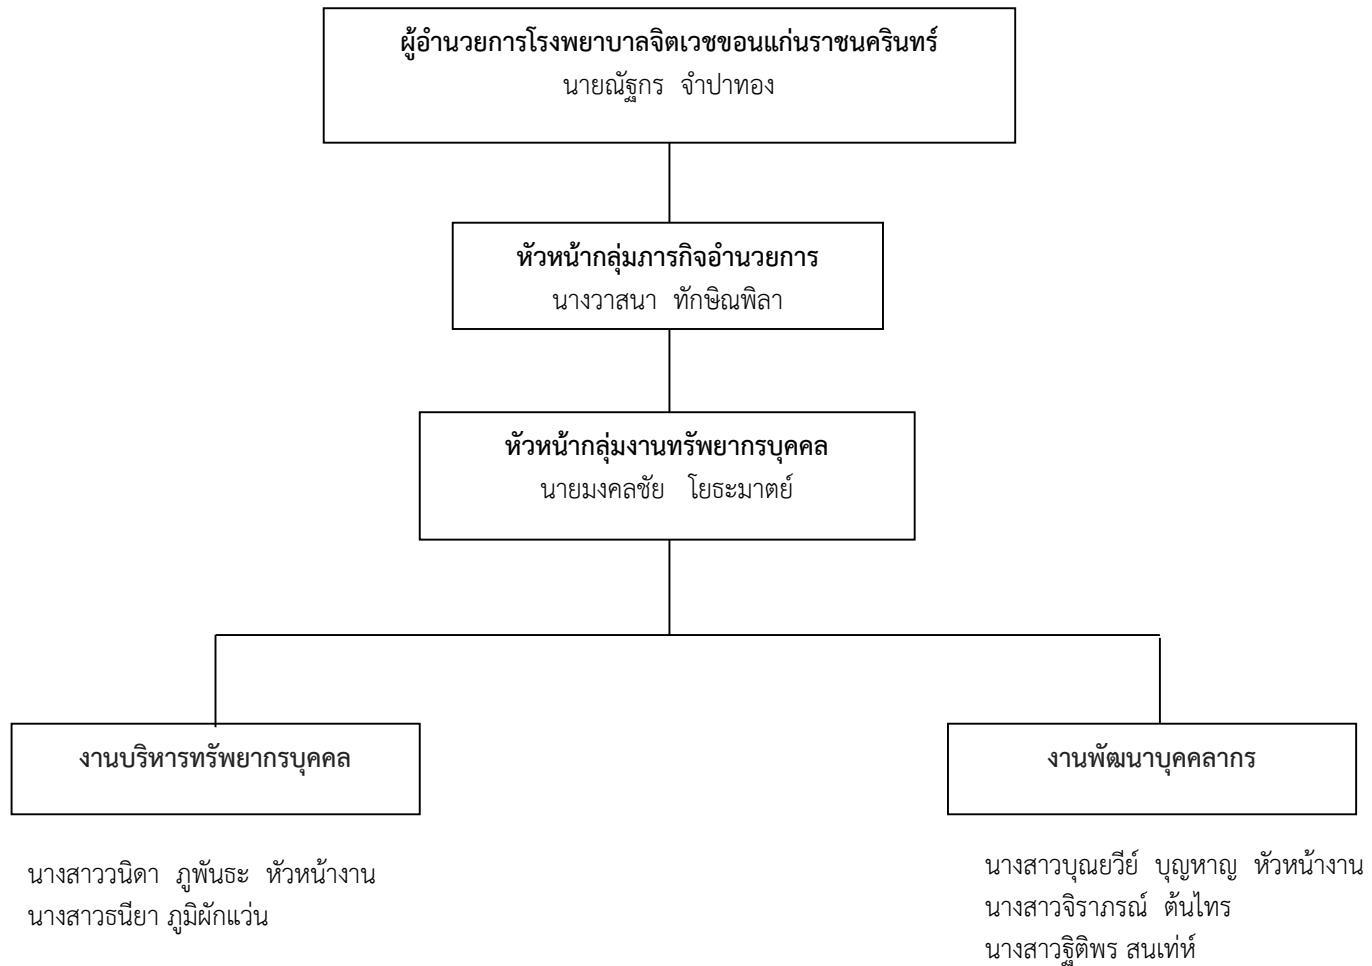 ผู้อำนวยการโรงพยาบาลจิตเวชขอนแก่นราชนครินทร์
นายณัฐกร จำปาทอง
หัวหน้ากลุ่มภารกิจอำนวยการ
นางวาสนา ทักษิณพิลา
หัวหน้ากลุ่มงานทรัพยากรบุคคล
นายมงคลชัย โยธะมาตย์
งานบริหารทรัพยากรบุคคล
นางสาววนิดา ภูพันธะ หัวหน้างาน
นางสาวธนียา ภูมิผักแว่น
งานพัฒนาบุคคลากร
นางสาวบุณยวีย์ บุญหาญ หัวหน้างาน
นางสาวจิราภรณ์ ต้นไทร
นางสาวฐิติพร สนเท่ห์